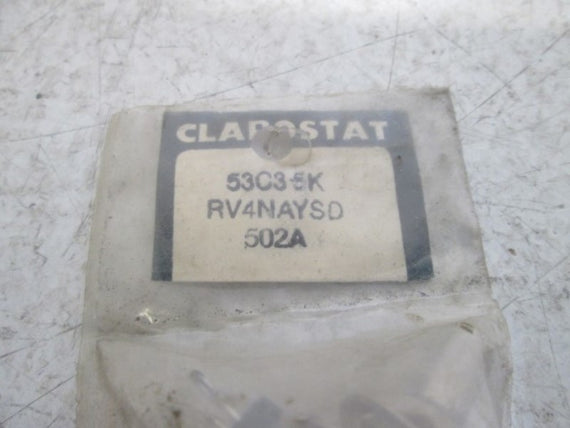 CLAROSTAT
53C3-5K
RV4NAYSD
502A